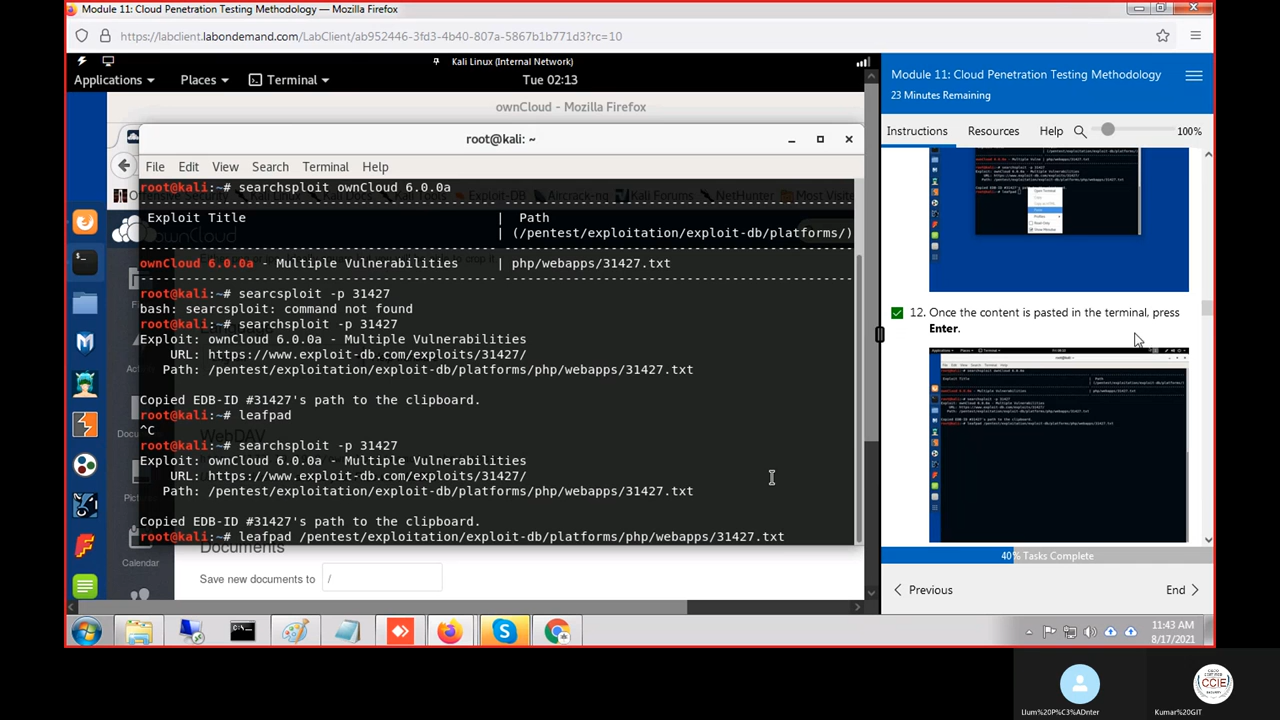 Module 11: Cloud Penetration Testing Methodology — Mozilla Firefox
https://labclient.labondemand.com/LabClient/ab952446-3fd3-4b40-807a-5867b1b771d3?rc=10
Kali Linux (Internal Network)
Applications Places Terminal Tue 02:13
ownCloud - Mozilla Firefox
root@kali: ~
File Edit View Search Terminal Help
root@kali:~# searchsploit ownCloud 6.0.0a
Exploit Title | Path
| (/pentest/exploitation/exploit-db/platforms/)
ownCloud 6.0.0a - Multiple Vulnerabilities | php/webapps/31427.txt
root@kali:~# searcsploit -p 31427
bash: searcsploit: command not found
root@kali:~# searchsploit -p 31427
Exploit: ownCloud 6.0.0a - Multiple Vulnerabilities
URL: https://www.exploit-db.com/exploits/31427/
Path: /pentest/exploitation/exploit-db/platforms/php/webapps/31427.txt
Copied EDB-ID #31427's path to the clipboard.
root@kali:~# leafpad
^C
root@kali:~# searchsploit -p 31427
Exploit: ownCloud 6.0.0a - Multiple Vulnerabilities
URL: https://www.exploit-db.com/exploits/31427/
Path: /pentest/exploitation/exploit-db/platforms/php/webapps/31427.txt
Copied EDB-ID #31427's path to the clipboard.
root@kali:~# leafpad /pentest/exploitation/exploit-db/platforms/php/webapps/31427.txt
Calendar
Documents
Save new documents to /
Module 11: Cloud Penetration Testing Methodology
23 Minutes Remaining
Instructions Resources Help 100%
12. Once the content is pasted in the terminal, press
Enter.
40% Tasks Complete
Previous End
11:43 AM
8/17/2021
CCIE
Llum%20P%C3%ADnter
Kumar%20GIT